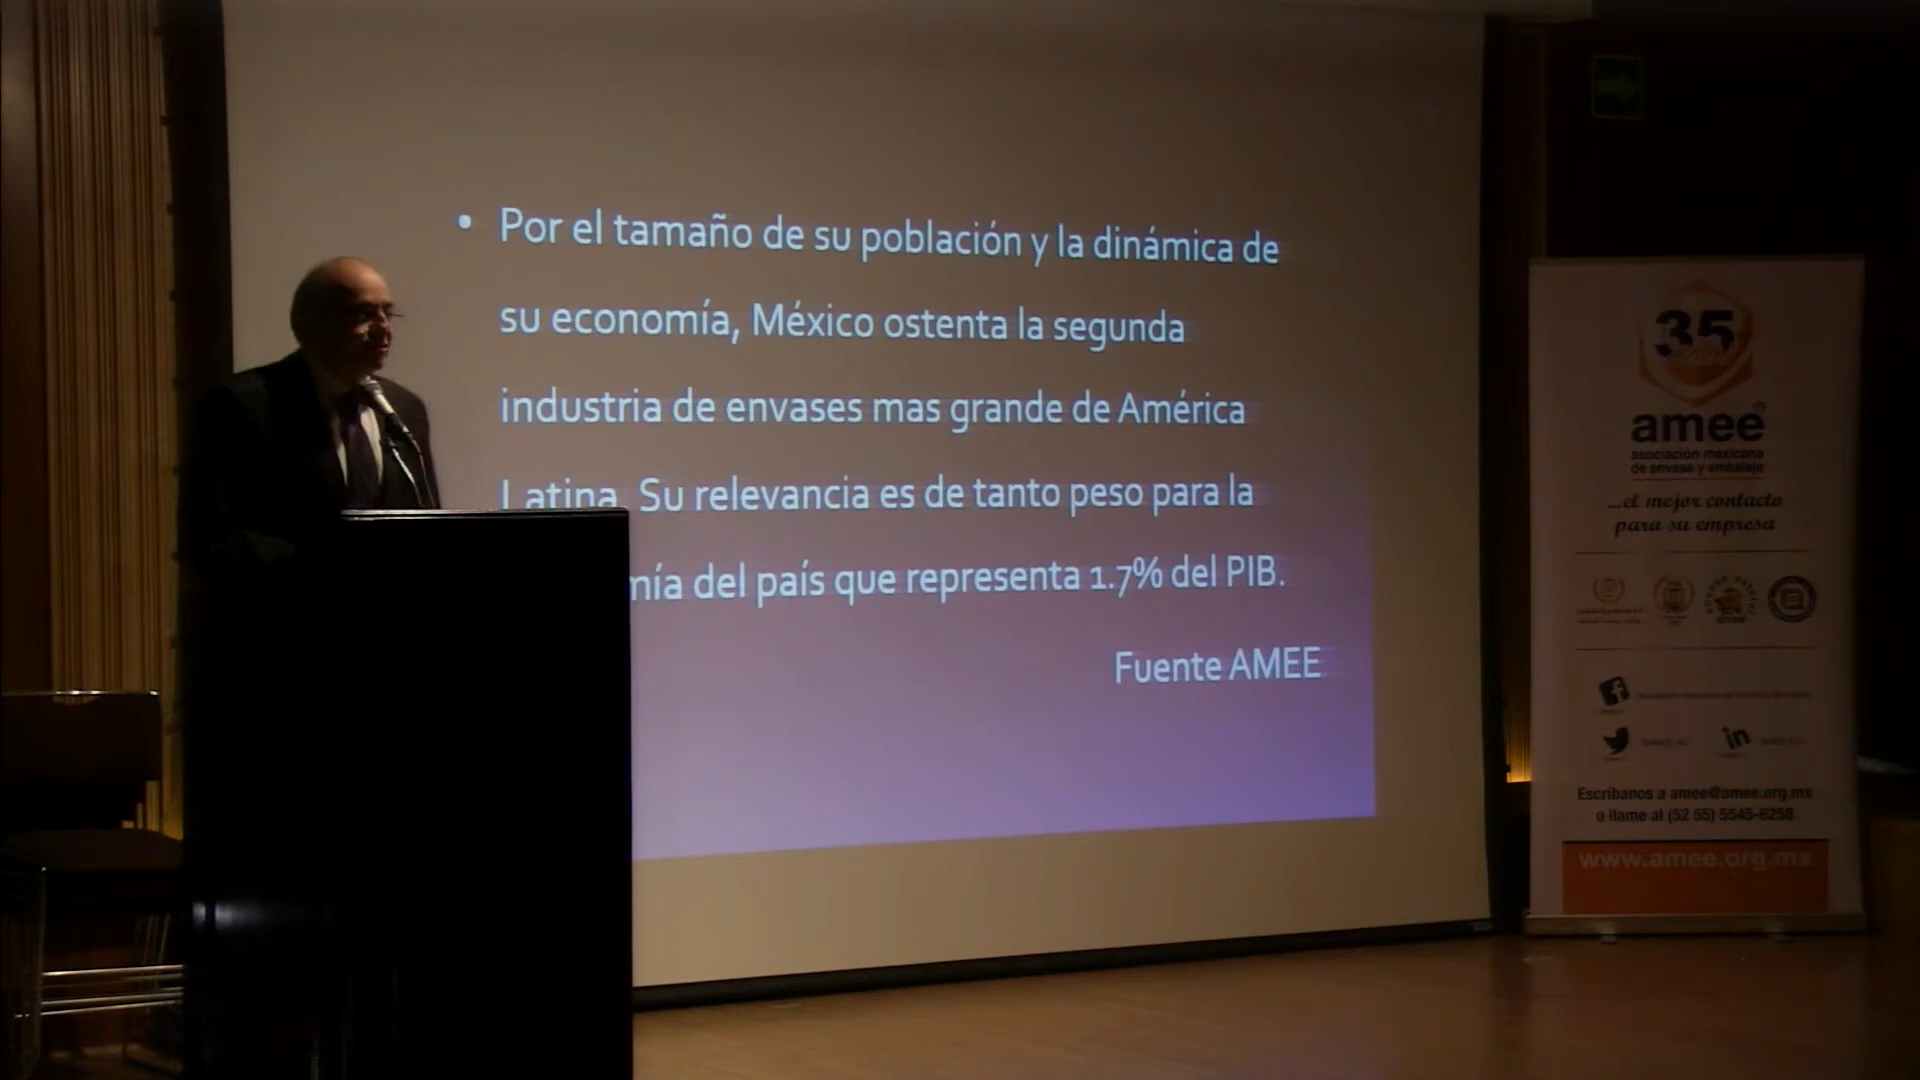 • Por el tamaño de su población y la dinámica de
su economía, México ostenta la segunda
industria de envases mas grande de América
Latina. Su relevancia es de tanto peso para la
mía del país que representa 1.7% del PIB.
Fuente AMEE
35
amee®
asociación mexicana
de envase y embalaje
...el mejor contacto
para su empresa
Escríbanos a amee@amee.org.mx
o llame al (52 55) 5545-6258
www.amee.org.mx